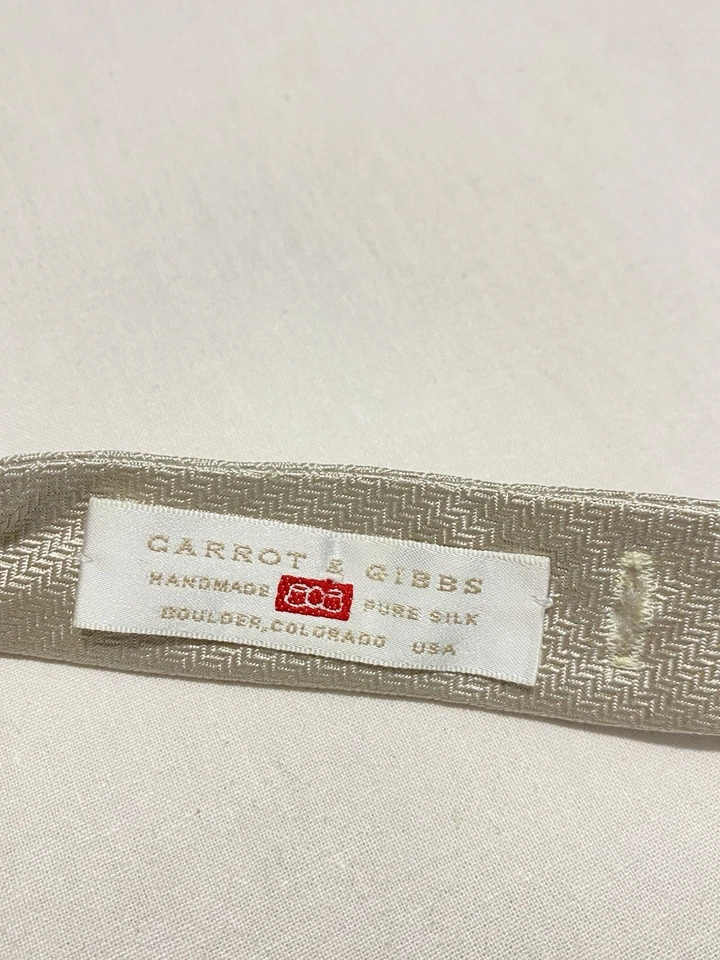 CARROT & GIBBS
HANDMADE PURE SILK
BOULDER, COLORADO USA